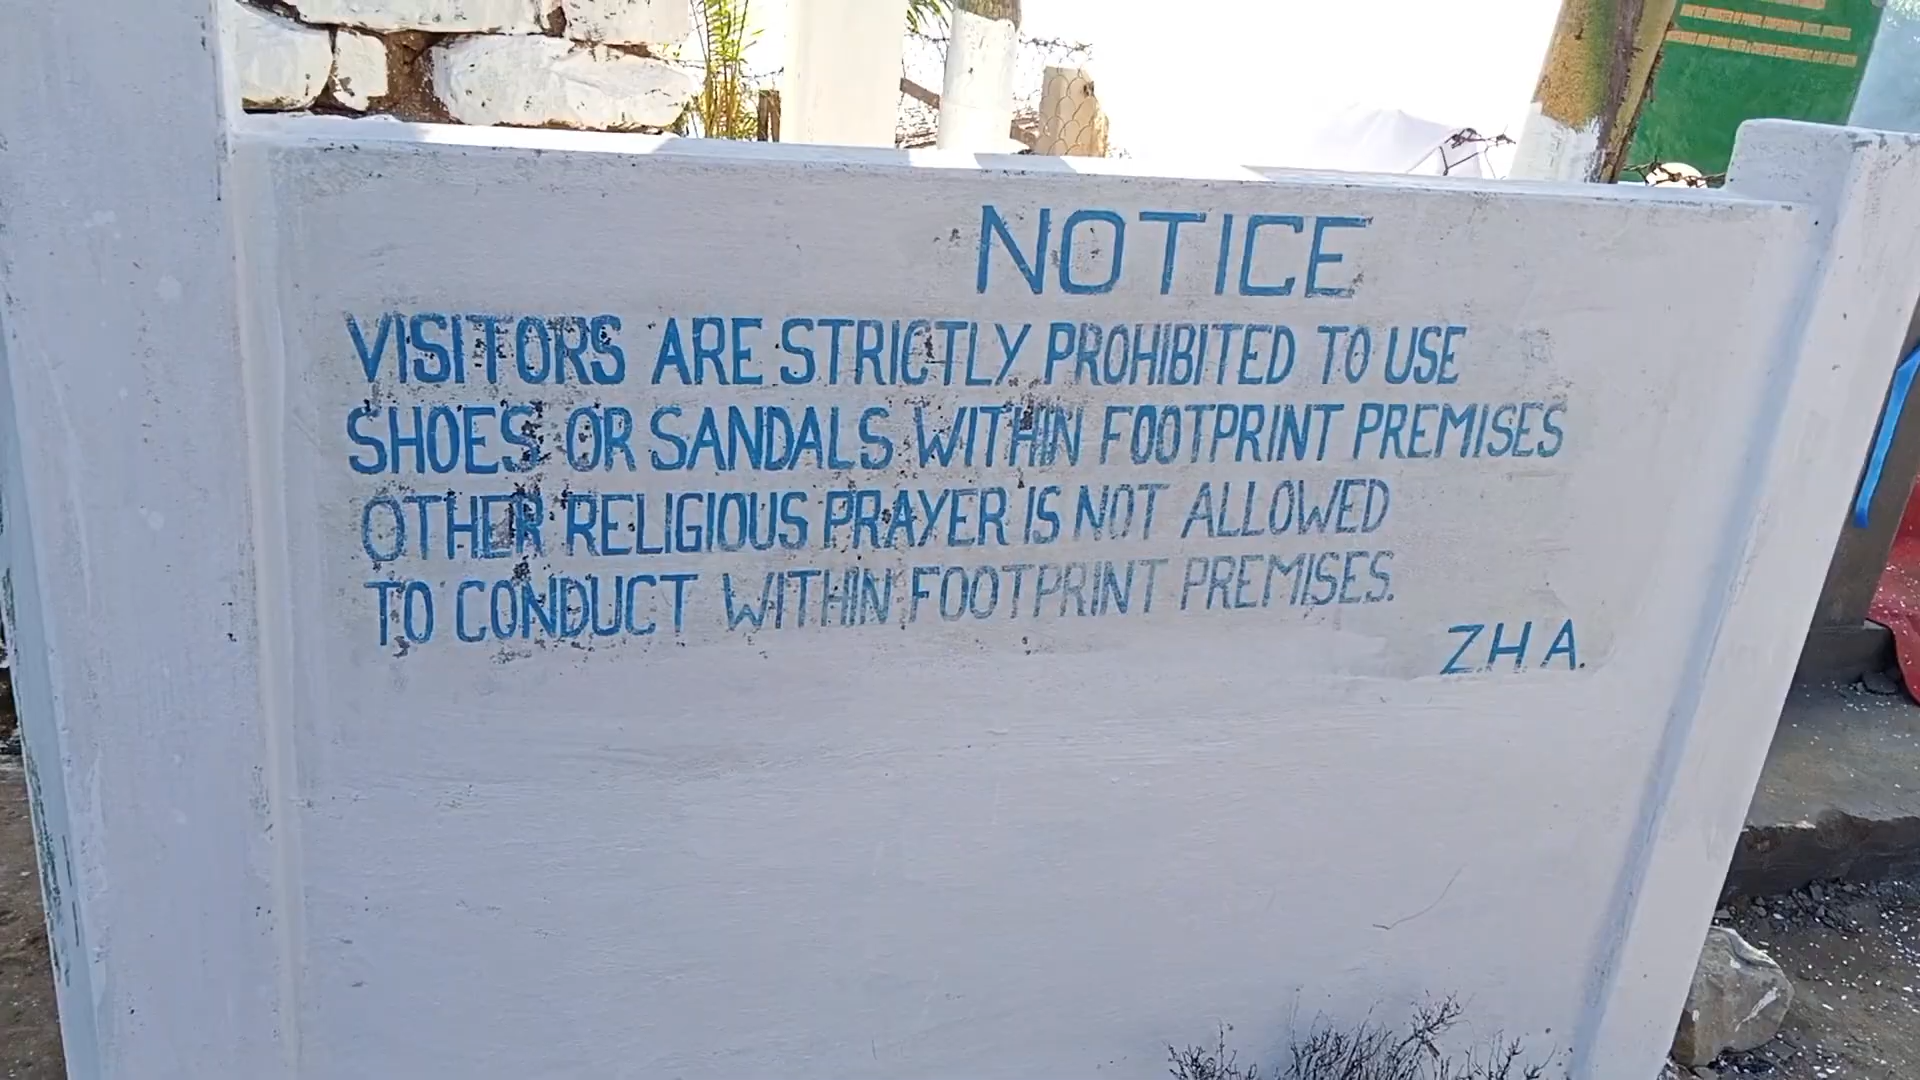 NOTICE
VISITORS ARE STRICTLY PROHIBITED TO USE
SHOES OR SANDALS WITHIN FOOTPRINT PREMISES
OTHER RELIGIOUS PRAYER IS NOT ALLOWED
TO CONDUCT WITHIN FOOTPRINT PREMISES.
Z.H.A.